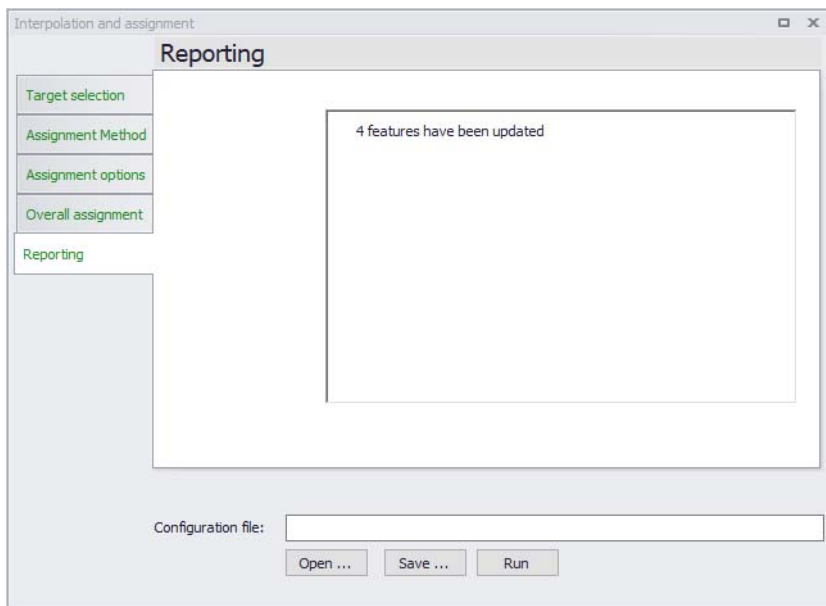 Interpolation and assignment
Reporting
Target selection
Assignment Method
Assignment options
Overall assignment
Reporting
4 features have been updated
Configuration file:
Open ...
Save ...
Run